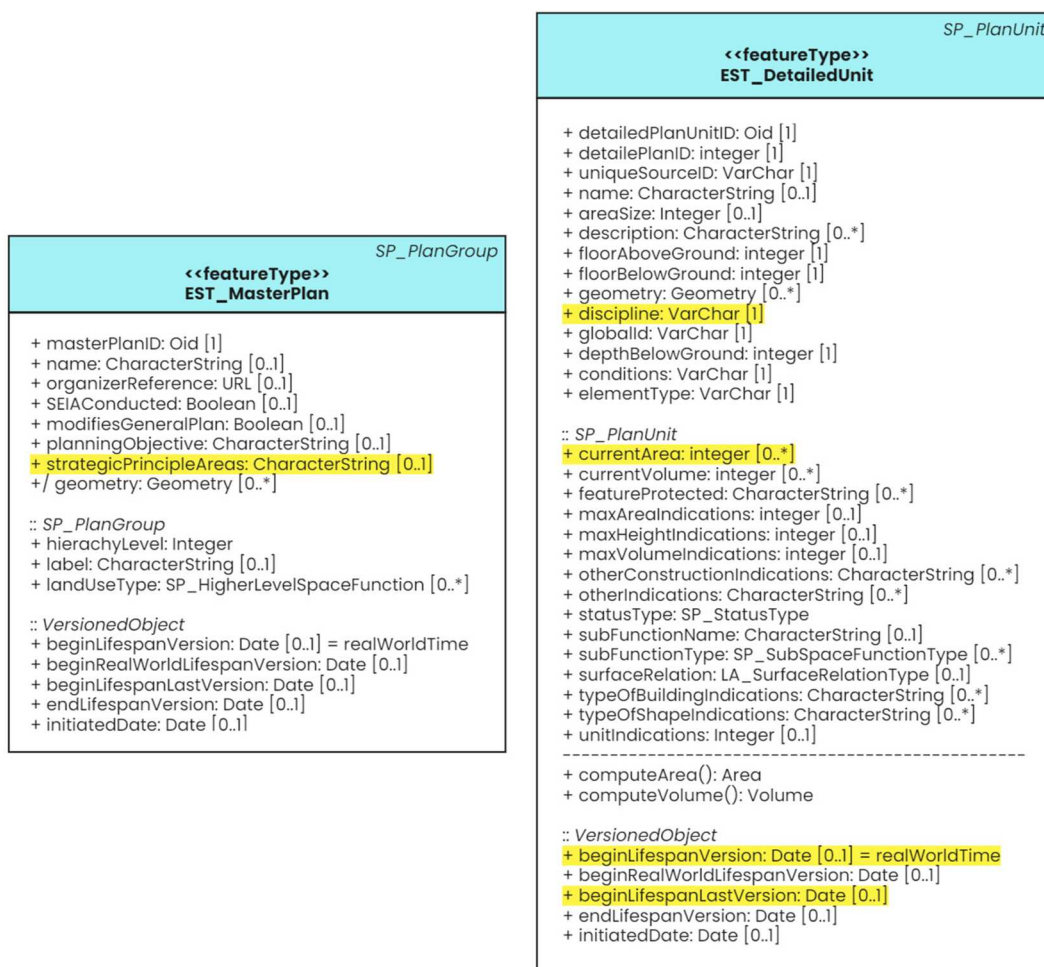 SP_PlanGroup
<<featureType>>
EST_MasterPlan
+ masterPlanID: Oid [1]
+ name: CharacterString [0..1]
+ organizerReference: URL [0..1]
+ SEIAConducted: Boolean [0..1]
+ modifiesGeneralPlan: Boolean [0..1]
+ planningObjective: CharacterString [0..1]
+ strategicPrincipleAreas: CharacterString [0..1]
+/ geometry: Geometry [0..*]
:: SP_PlanGroup
+ hierachyLevel: Integer
+ label: CharacterString [0..1]
+ landUseType: SP_HigherLevelSpaceFunction [0..*]
:: VersionedObject
+ beginLifespanVersion: Date [0..1] = realWorldTime
+ beginRealWorldLifespanVersion: Date [0..1]
+ beginLifespanLastVersion: Date [0..1]
+ endLifespanVersion: Date [0..1]
+ initiatedDate: Date [0..1]
SP_PlanUnit
<<featureType>>
EST_DetailedUnit
+ detailedPlanUnitID: Oid [1]
+ detailePlanID: integer [1]
+ uniqueSourceID: VarChar [1]
+ name: CharacterString [0..1]
+ areaSize: Integer [0..1]
+ description: CharacterString [0..*]
+ floorAboveGround: integer [1]
+ floorBelowGround: integer [1]
+ geometry: Geometry [0..*]
+ discipline: VarChar [1]
+ globalId: VarChar [1]
+ depthBelowGround: integer [1]
+ conditions: VarChar [1]
+ elementType: VarChar [1]
:: SP_PlanUnit
+ currentArea: integer [0..*]
+ currentVolume: integer [0..*]
+ featureProtected: CharacterString [0..*]
+ maxAreaIndications: integer [0..1]
+ maxHeightIndications: integer [0..1]
+ maxVolumeIndications: integer [0..1]
+ otherConstructionIndications: CharacterString [0..*]
+ otherIndications: CharacterString [0..*]
+ statusType: SP_StatusType
+ subFunctionName: CharacterString [0..1]
+ subFunctionType: SP_SubSpaceFunctionType [0..*]
+ surfaceRelation: LA_SurfaceRelationType [0..1]
+ typeOfBuildingIndications: CharacterString [0..*]
+ typeOfShapeIndications: CharacterString [0..*]
+ unitIndications: Integer [0..1]
+ computeArea(): Area
+ computeVolume(): Volume
:: VersionedObject
+ beginLifespanVersion: Date [0..1] = realWorldTime
+ beginRealWorldLifespanVersion: Date [0..1]
+ beginLifespanLastVersion: Date [0..1]
+ endLifespanVersion: Date [0..1]
+ initiatedDate: Date [0..1]